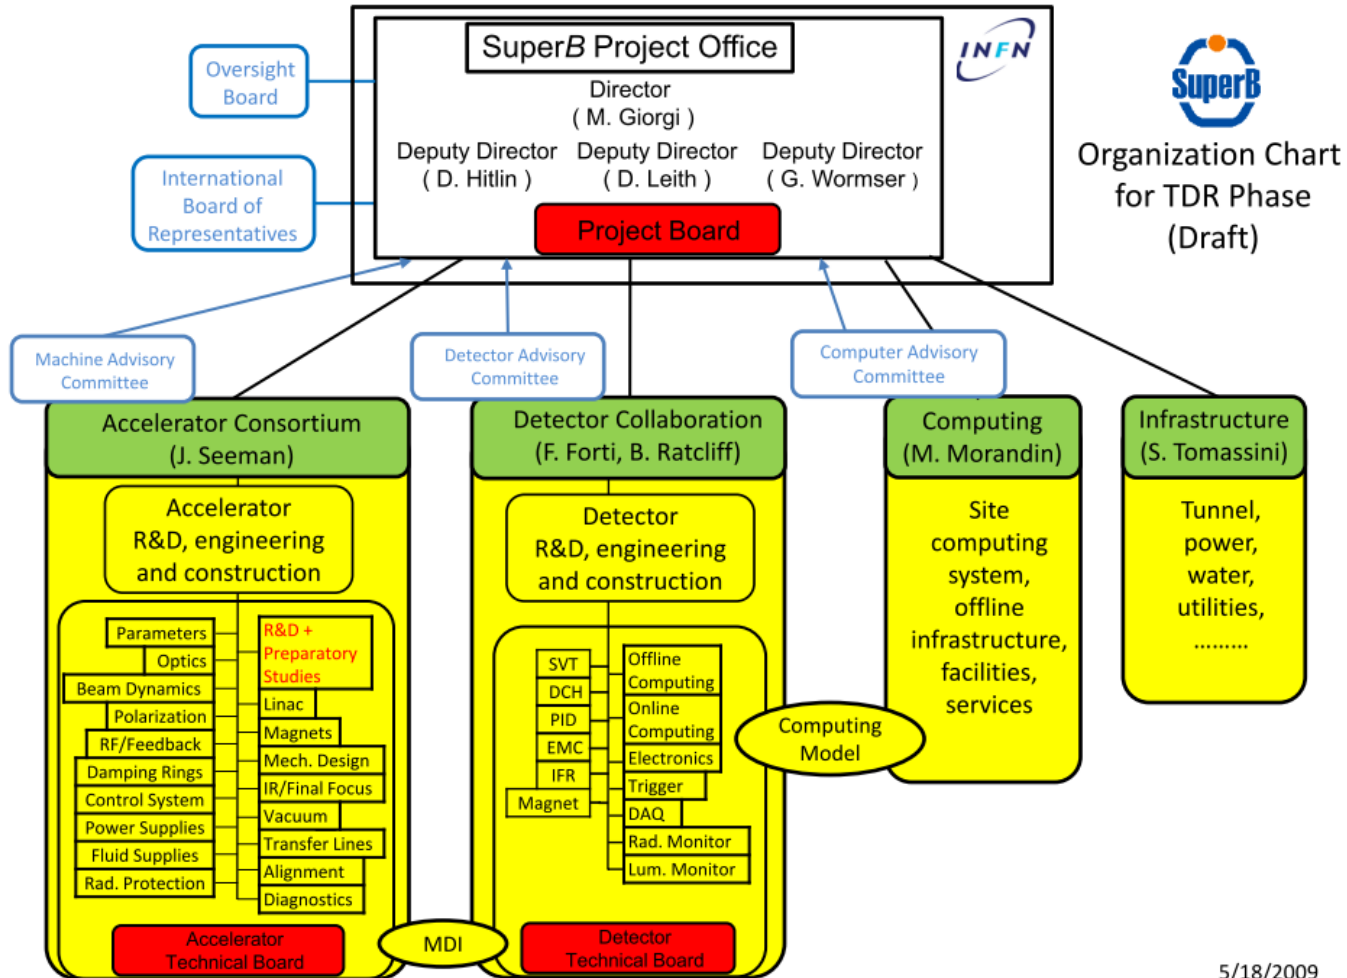 SuperB Project Office
INFN
Director
( M. Giorgi )
Deputy Director
( D. Hitlin )
Deputy Director
( D. Leith )
Deputy Director
( G. Wormser )
Project Board
Oversight
Board
International
Board of
Representatives
SuperB
Organization Chart
for TDR Phase
(Draft)
Machine Advisory
Committee
Detector Advisory
Committee
Computer Advisory
Committee
Accelerator Consortium
(J. Seeman)
Accelerator
R&D, engineering
and construction
Parameters
Optics
Beam Dynamics
Polarization
RF/Feedback
Damping Rings
Control System
Power Supplies
Fluid Supplies
Rad. Protection
R&D +
Preparatory
Studies
Linac
Magnets
Mech. Design
IR/Final Focus
Vacuum
Transfer Lines
Alignment
Diagnostics
Accelerator
Technical Board
MDI
Detector Collaboration
(F. Forti, B. Ratcliff)
Detector
R&D, engineering
and construction
SVT
DCH
PID
EMC
IFR
Magnet
Offline
Computing
Online
Computing
Electronics
Trigger
DAQ
Rad. Monitor
Lum. Monitor
Detector
Technical Board
Computing
Model
Computing
(M. Morandin)
Site
computing
system,
offline
infrastructure,
facilities,
services
Infrastructure
(S. Tomassini)
Tunnel,
power,
water,
utilities,
.........
5/18/2009